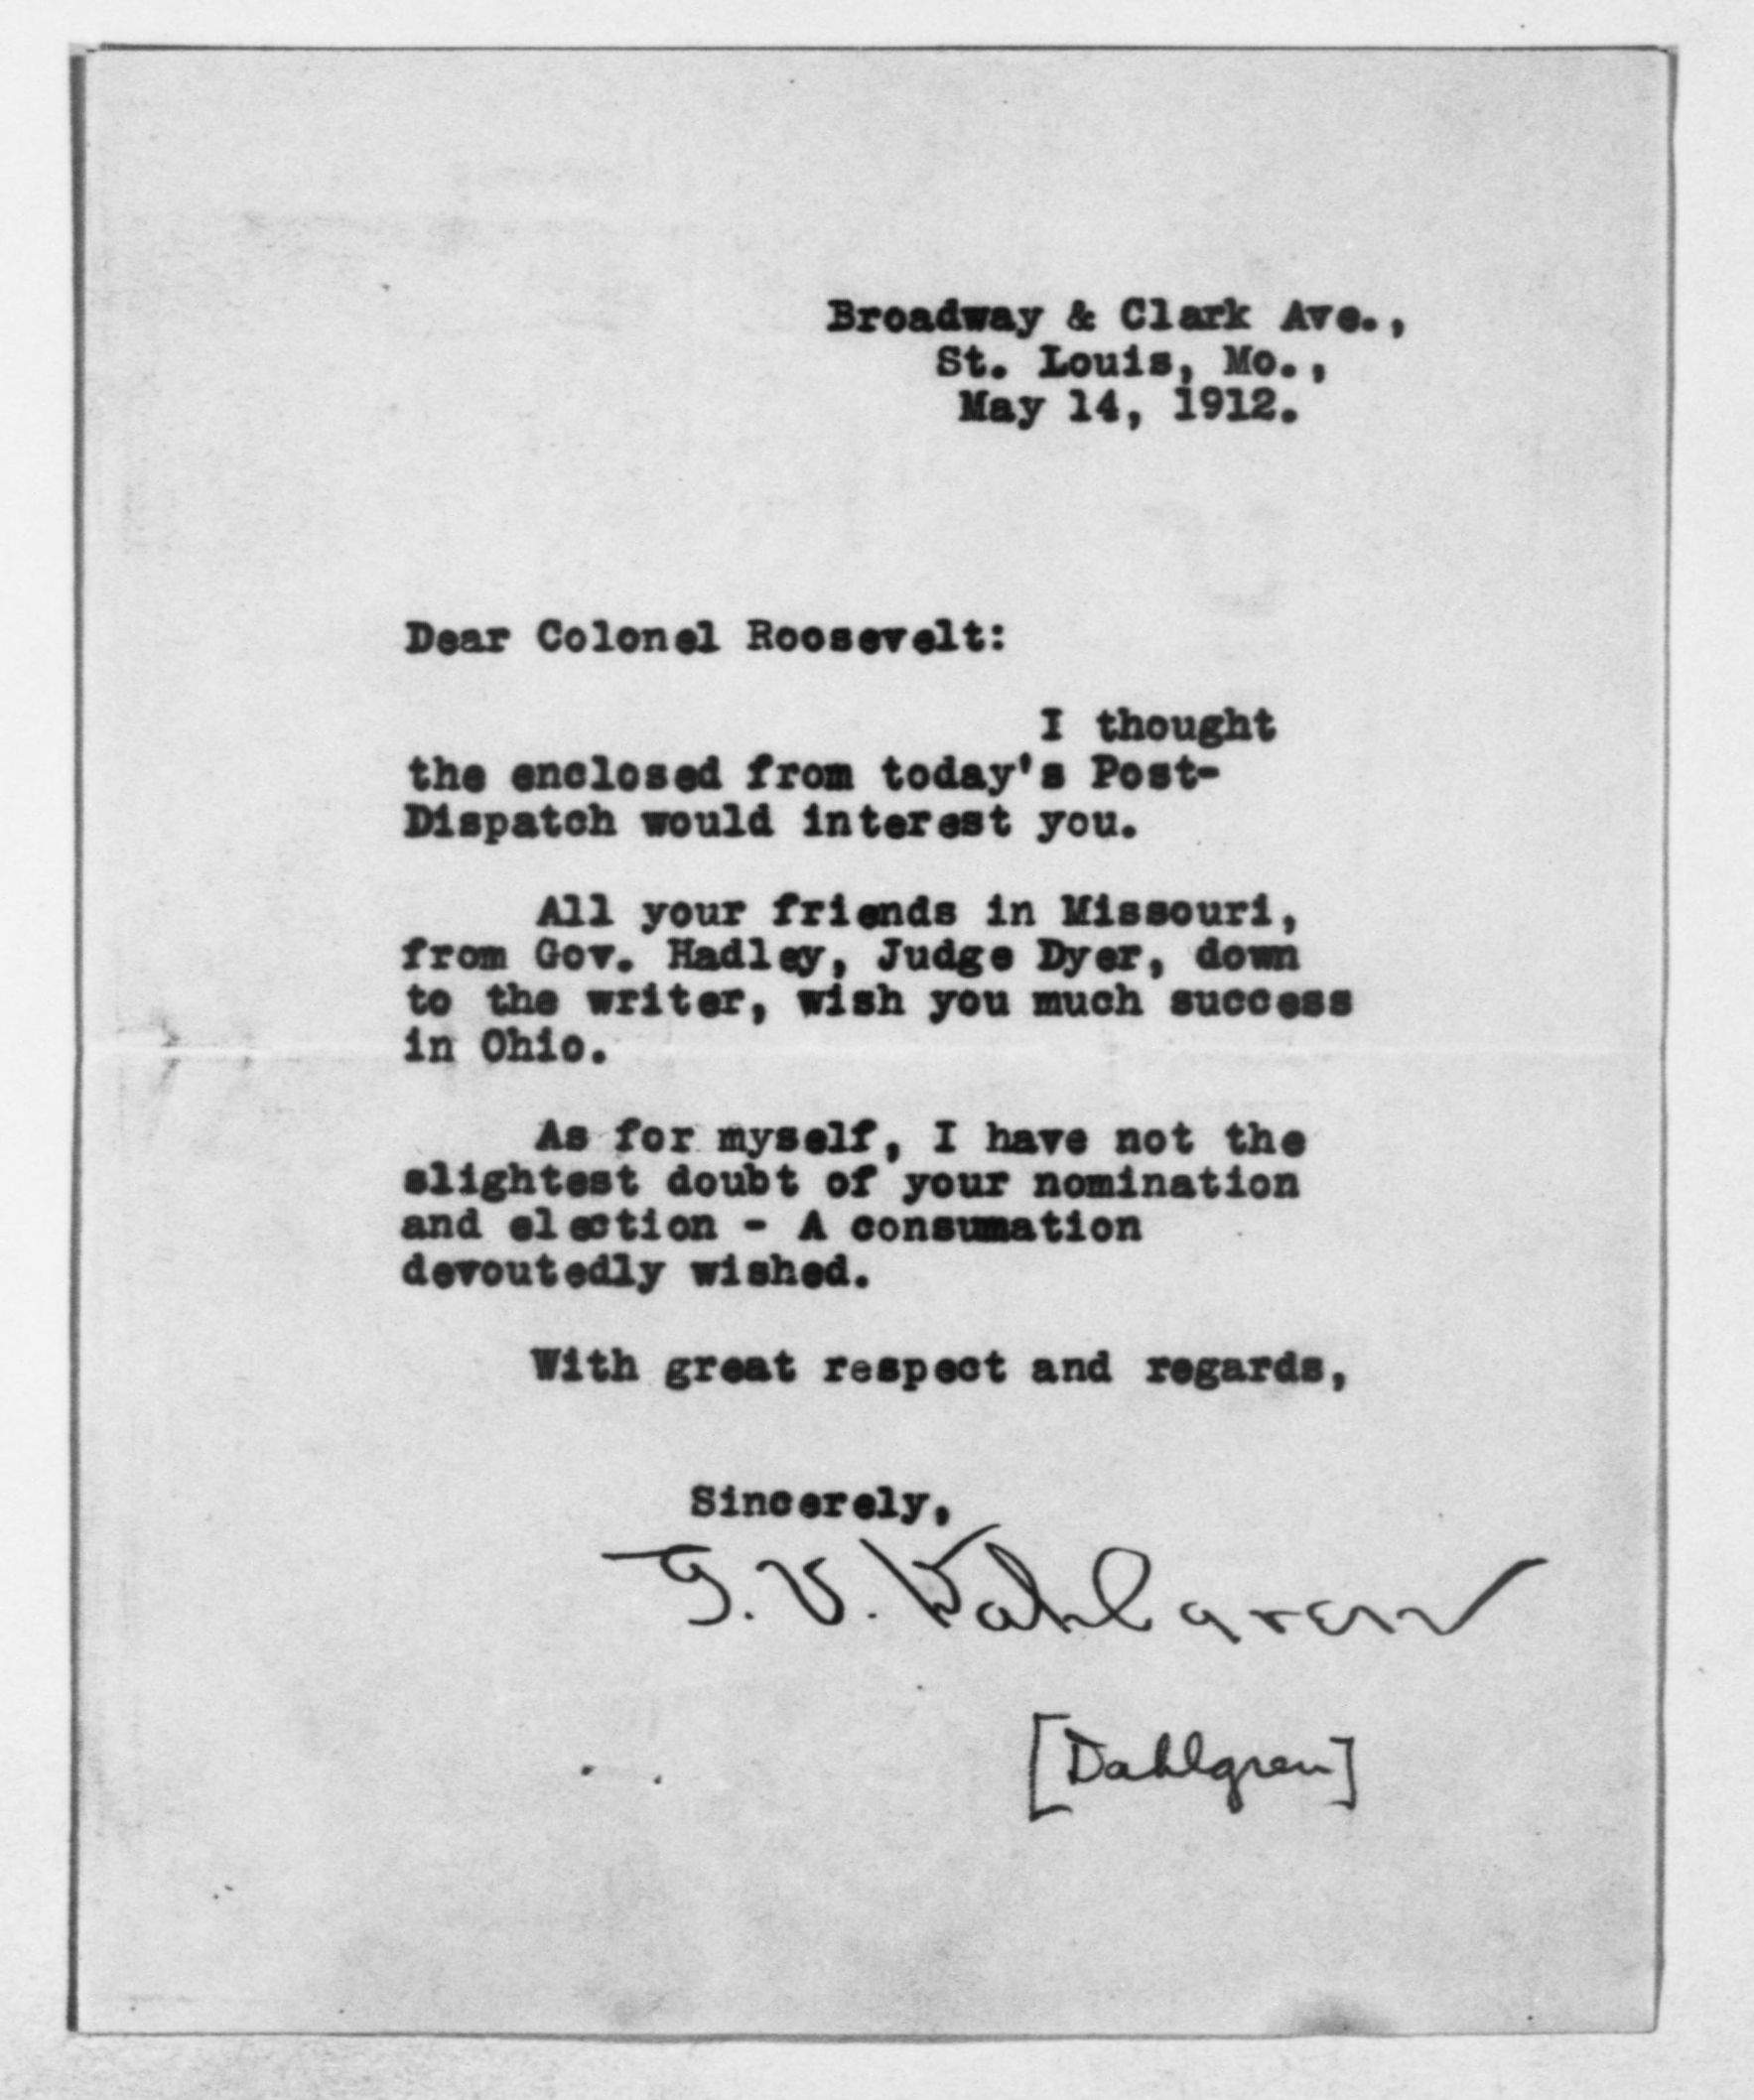 Broadway & Clark Ave.,
St. Louis, Mo.,
May 14, 1912.
Dear Colonel Roosevelt:
I thought
the enclosed from today's Post-
Dispatch would interest you.
All your friends in Missouri,
from Gov. Hadley, Judge Dyer, down
to the writer, wish you much success
in Ohio.
As for myself, I have not the
slightest doubt of your nomination
and election - A consumation
devoutedly wished.
With great respect and regards,
Sincerely,
T. V. Dahlgren
[Dahlgren]